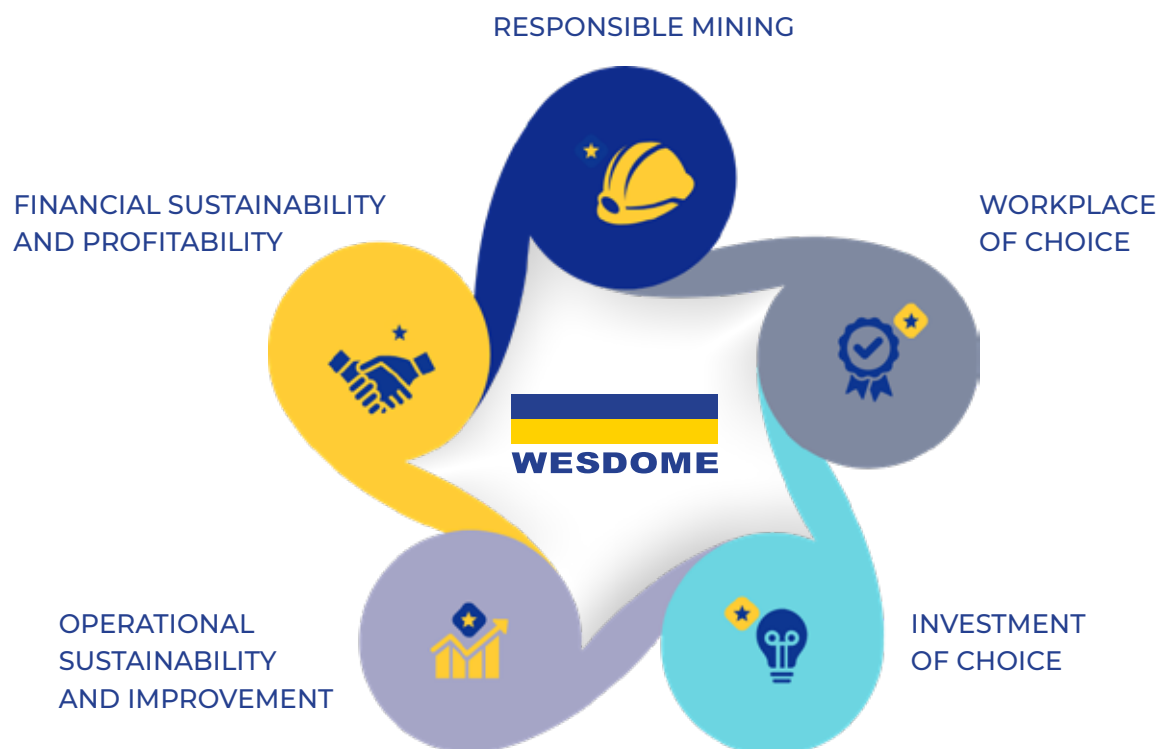 RESPONSIBLE MINING
FINANCIAL SUSTAINABILITY
AND PROFITABILITY
WORKPLACE
OF CHOICE
WESDOME
OPERATIONAL
SUSTAINABILITY
AND IMPROVEMENT
INVESTMENT
OF CHOICE